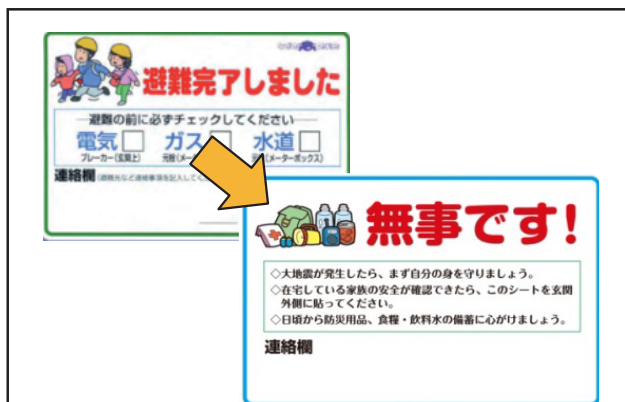 避難完了しました
避難の前に必ずチェックしてください
電気□ ガス□ 水道□
ブレーカー(玄関上) (メーターボックス)
連絡欄
無事です!
◇大地震が発生したら、まず自分の身を守りましょう。
◇在宅している家族の安全が確認できたら、このシートを玄関
外側に貼ってください。
◇日頃から防災用品、食糧・飲料水の備蓄に心がけましょう。
連絡欄